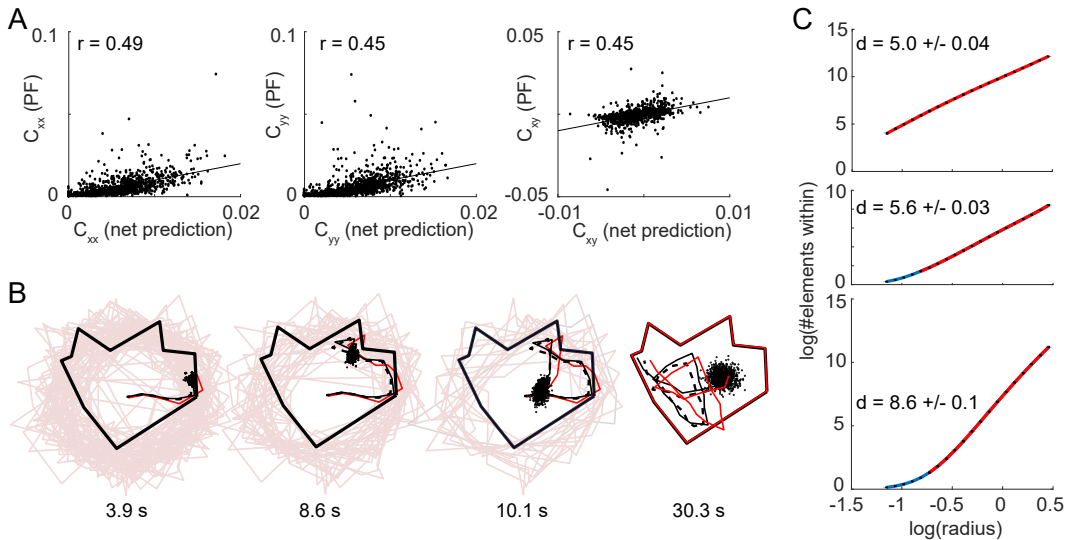 A
0.1
r = 0.49
C_xx (PF)
0
0
0.02
C_xx (net prediction)
0.1
r = 0.45
C_yy (PF)
0
0
0.02
C_yy (net prediction)
0.05
r = 0.45
C_xy (PF)
-0.05
-0.01
0.01
C_xy (net prediction)
B
3.9 s
8.6 s
10.1 s
30.3 s
C
15
d = 5.0 +/- 0.04
10
5
10
d = 5.6 +/- 0.03
5
0
log(#elements within)
15
10
d = 8.6 +/- 0.1
5
0
-1.5
-1
-0.5
0
0.5
log(radius)